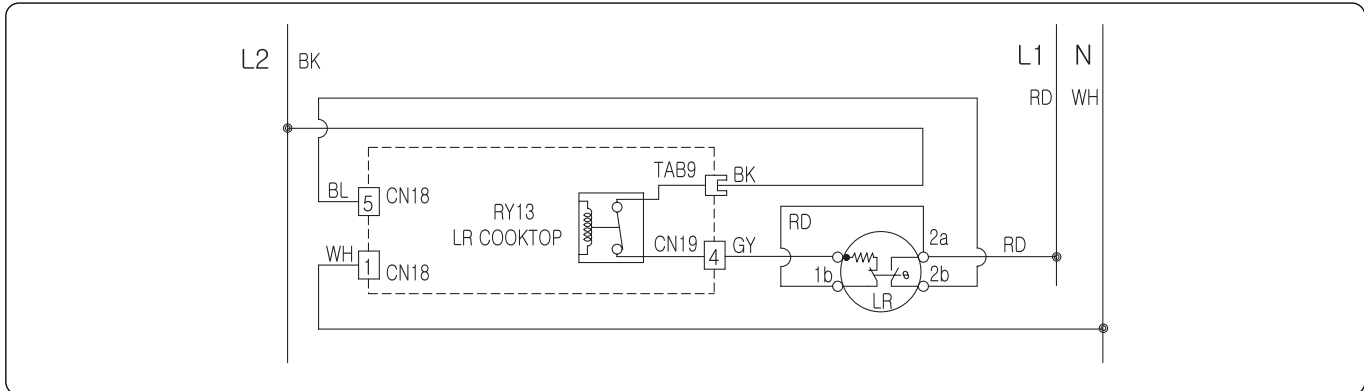 L2 BK L1 N
RD WH
TAB9 BK
BL 5 CN18
RY13
LR COOKTOP
RD
2a RD
WH 1 CN18
CN19 4 GY
1b θ 2b
LR